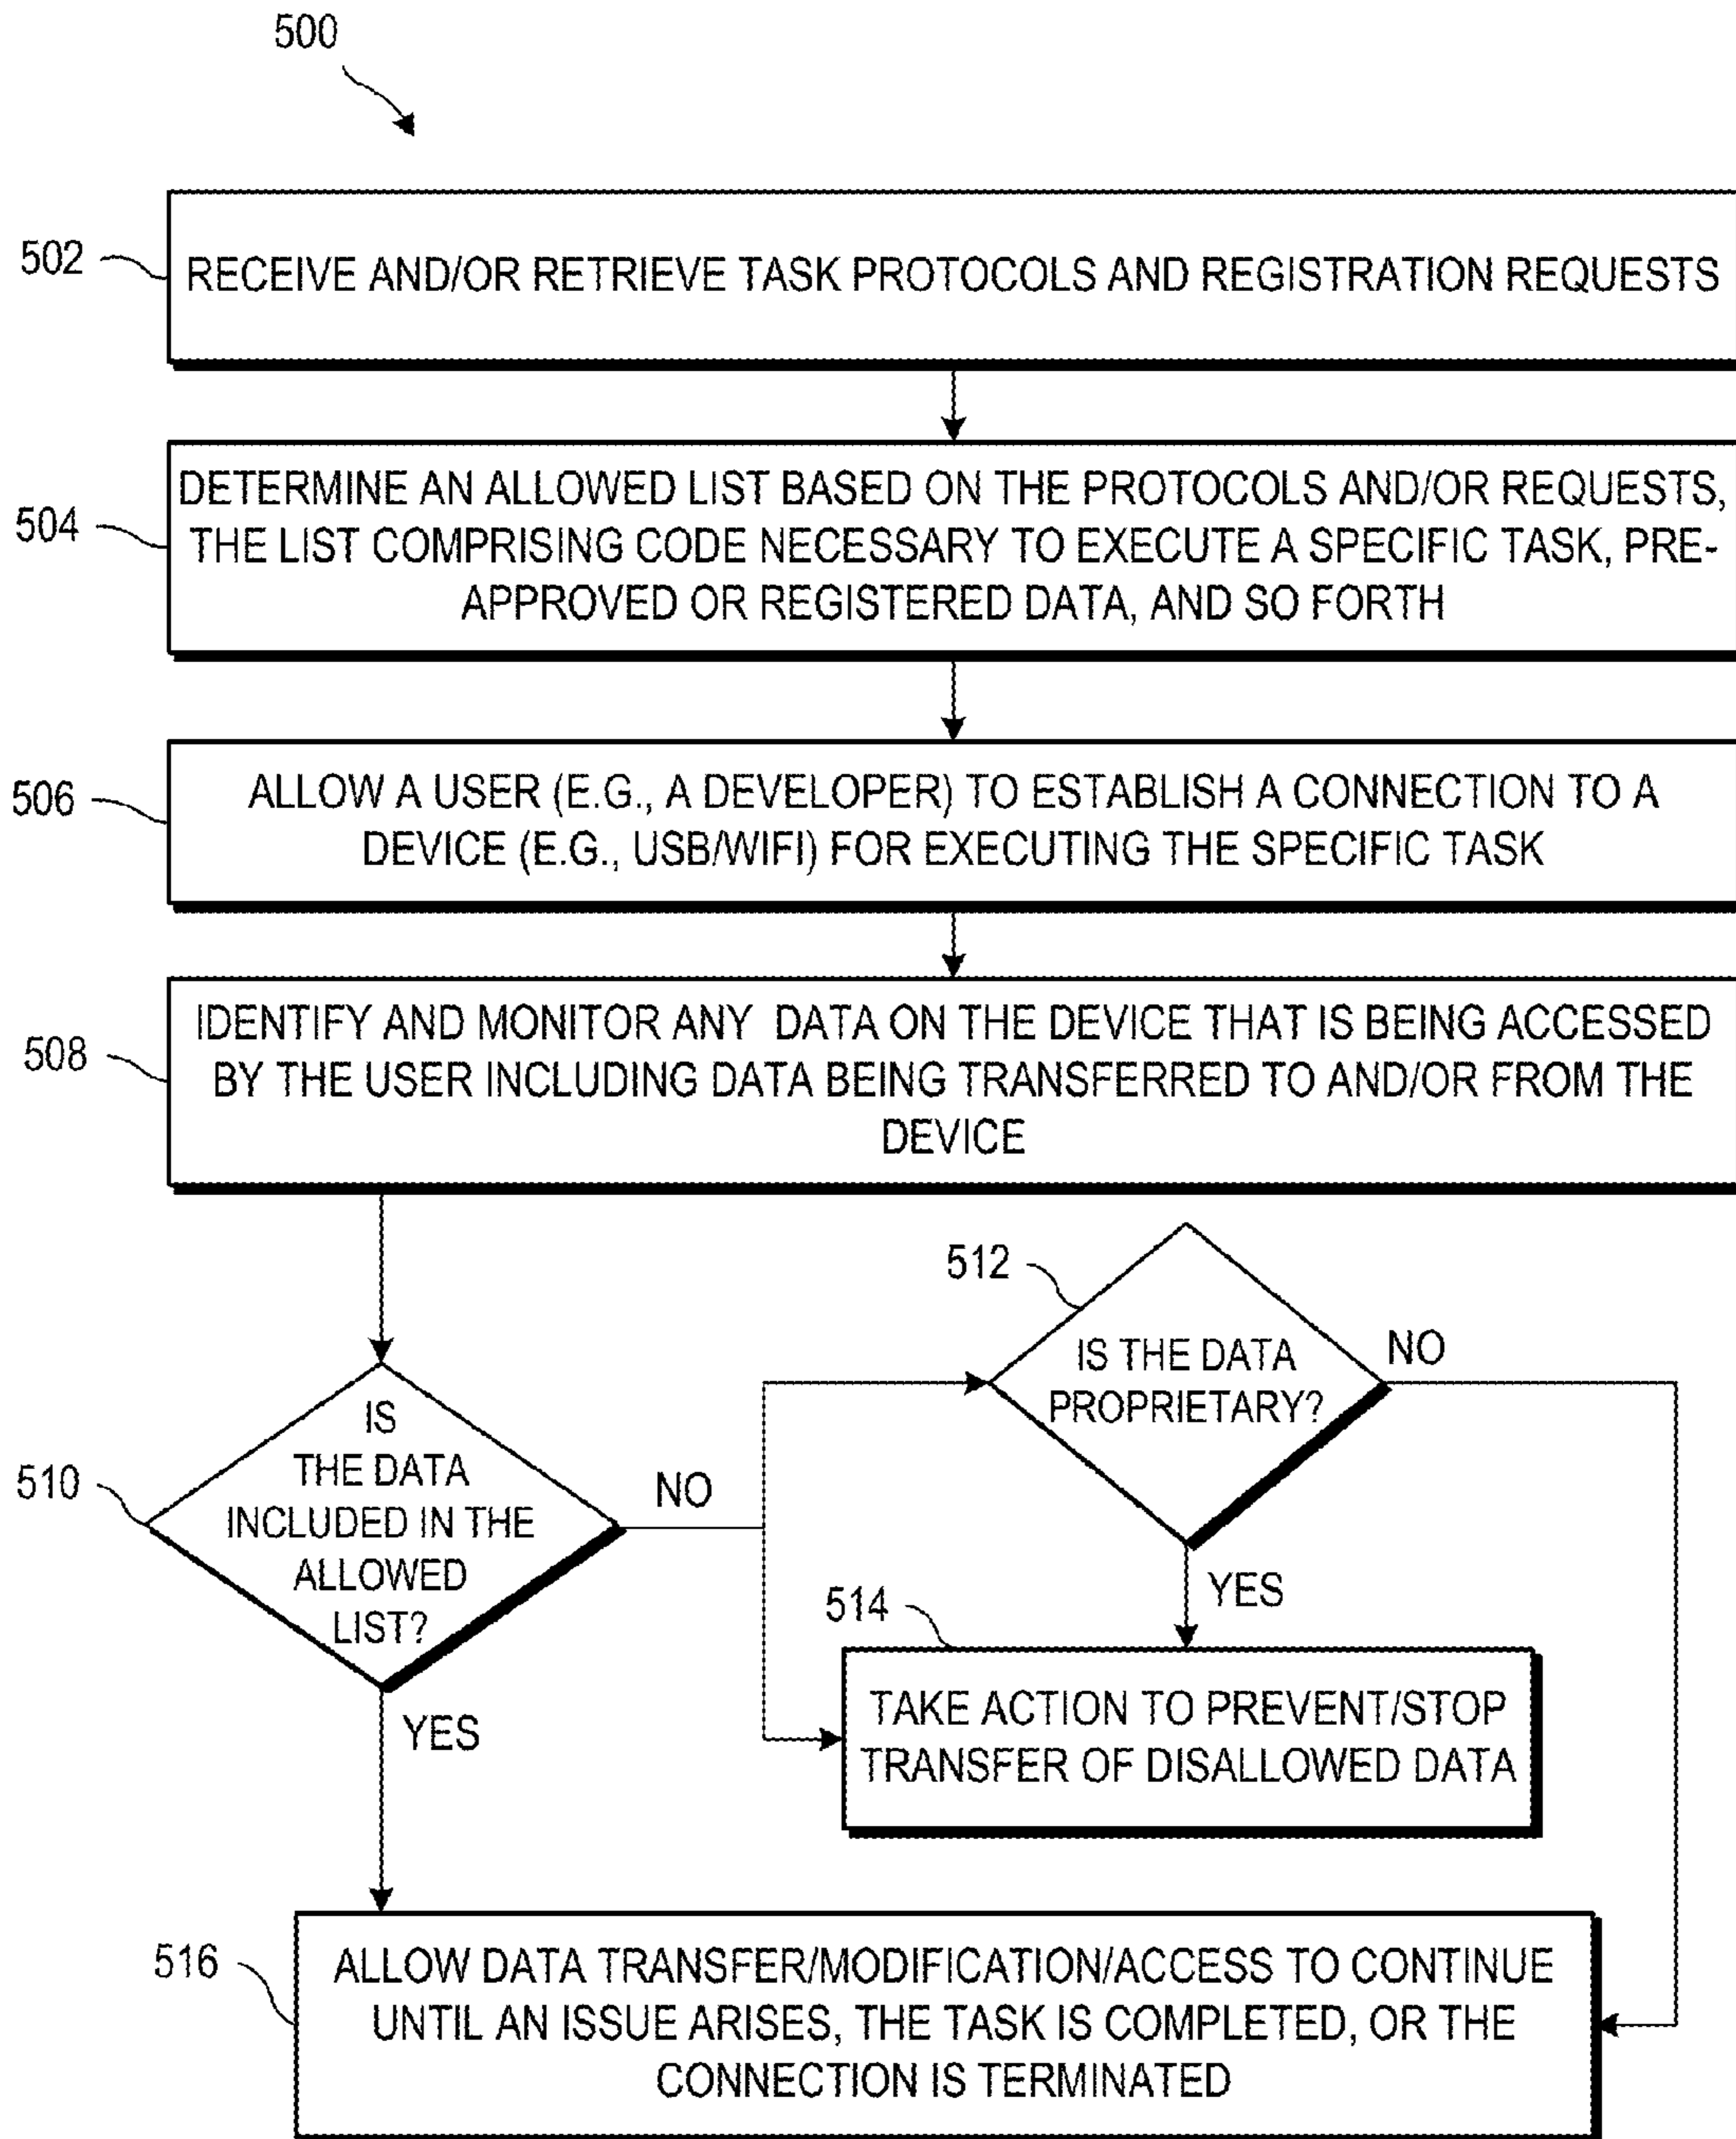 500
502
RECEIVE AND/OR RETRIEVE TASK PROTOCOLS AND REGISTRATION REQUESTS
504
DETERMINE AN ALLOWED LIST BASED ON THE PROTOCOLS AND/OR REQUESTS,
THE LIST COMPRISING CODE NECESSARY TO EXECUTE A SPECIFIC TASK, PRE-
APPROVED OR REGISTERED DATA, AND SO FORTH
506
ALLOW A USER (E.G., A DEVELOPER) TO ESTABLISH A CONNECTION TO A
DEVICE (E.G., USB/WIFI) FOR EXECUTING THE SPECIFIC TASK
508
IDENTIFY AND MONITOR ANY DATA ON THE DEVICE THAT IS BEING ACCESSED
BY THE USER INCLUDING DATA BEING TRANSFERRED TO AND/OR FROM THE
DEVICE
510
IS
THE DATA
INCLUDED IN THE
ALLOWED
LIST?
NO
YES
512
IS THE DATA
PROPRIETARY?
NO
YES
514
TAKE ACTION TO PREVENT/STOP
TRANSFER OF DISALLOWED DATA
516
ALLOW DATA TRANSFER/MODIFICATION/ACCESS TO CONTINUE
UNTIL AN ISSUE ARISES, THE TASK IS COMPLETED, OR THE
CONNECTION IS TERMINATED